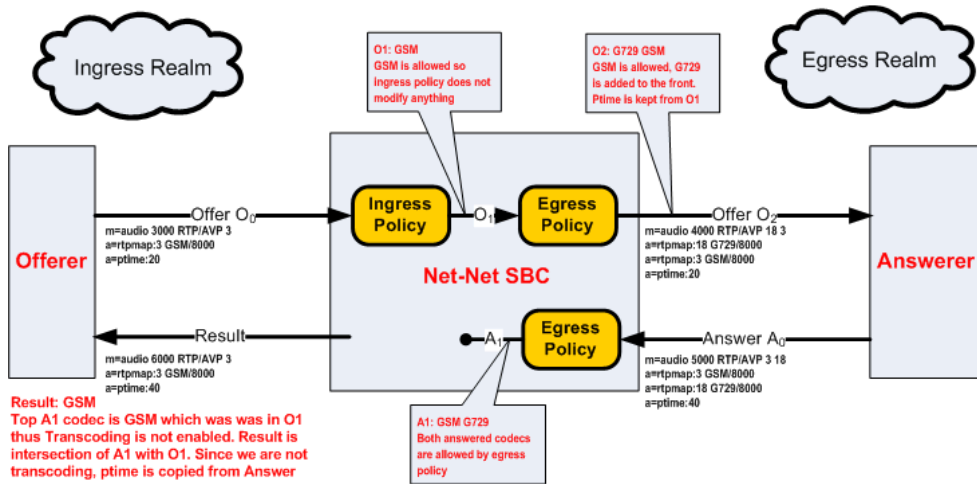 Ingress Realm
Egress Realm
O1: GSM
GSM is allowed so
ingress policy does not
modify anything
O2: G729 GSM
GSM is allowed, G729
is added to the front.
Ptime is kept from O1
Offerer
Offer O0
m=audio 3000 RTP/AVP 3
a=rtpmap:3 GSM/8000
a=ptime:20
Ingress
Policy
O1
Egress
Policy
Offer O2
m=audio 4000 RTP/AVP 18 3
a=rtpmap:18 G729/8000
a=rtpmap:3 GSM/8000
a=ptime:20
Answerer
Net-Net SBC
Result
m=audio 6000 RTP/AVP 3
a=rtpmap:3 GSM/8000
a=ptime:40
A1
Egress
Policy
Answer A0
m=audio 5000 RTP/AVP 3 18
a=rtpmap:3 GSM/8000
a=rtpmap:18 G729/8000
a=ptime:40
Result: GSM
Top A1 codec is GSM which was was in O1
thus Transcoding is not enabled. Result is
intersection of A1 with O1. Since we are not
transcoding, ptime is copied from Answer
A1: GSM G729
Both answered codecs
are allowed by egress
policy